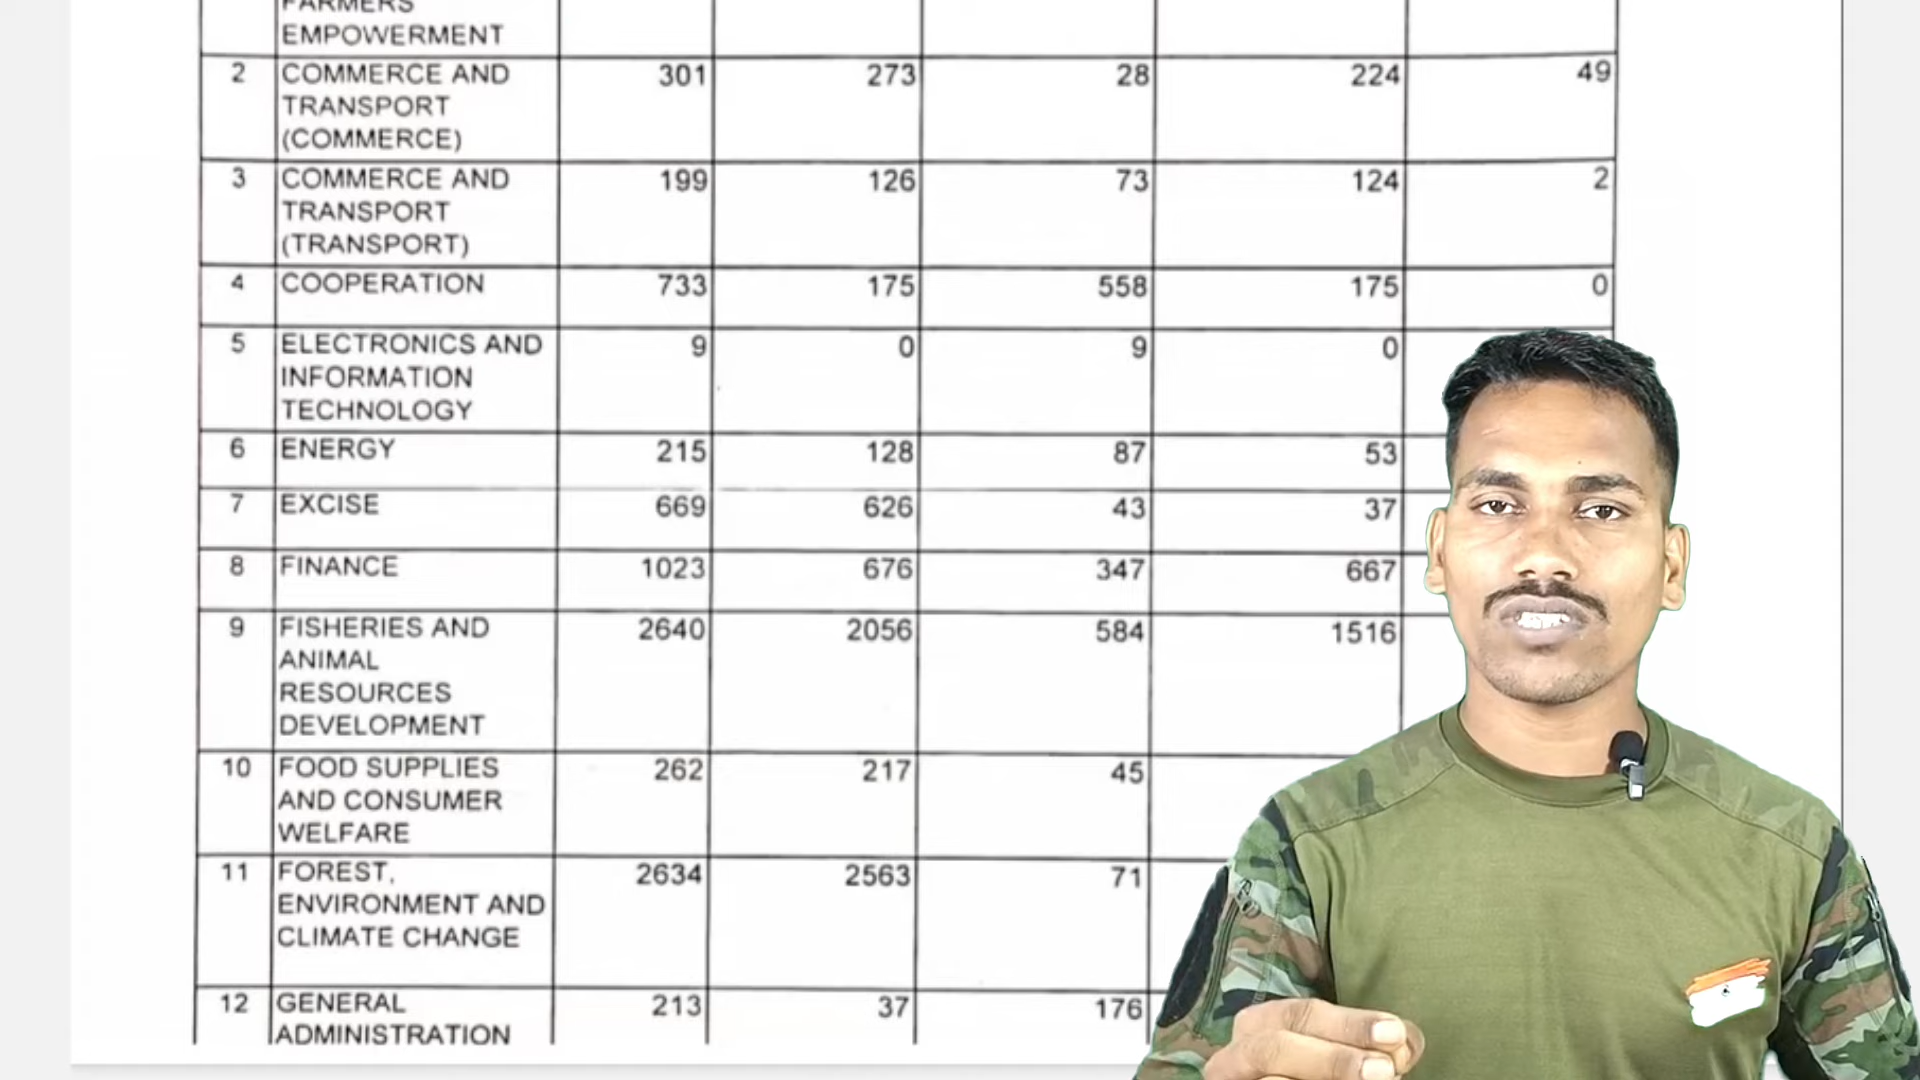 FARMERS
EMPOWERMENT
2 COMMERCE AND 301 273 28 224 49
TRANSPORT
(COMMERCE)
3 COMMERCE AND 199 126 73 124 2
TRANSPORT
(TRANSPORT)
4 COOPERATION 733 175 558 175 0
5 ELECTRONICS AND 9 0 9 0
INFORMATION
TECHNOLOGY
6 ENERGY 215 128 87 53
7 EXCISE 669 626 43 37
8 FINANCE 1023 676 347 667
9 FISHERIES AND 2640 2056 584 1516
ANIMAL
RESOURCES
DEVELOPMENT
10 FOOD SUPPLIES 262 217 45
AND CONSUMER
WELFARE
11 FOREST, 2634 2563 71
ENVIRONMENT AND
CLIMATE CHANGE
12 GENERAL 213 37 176
ADMINISTRATION